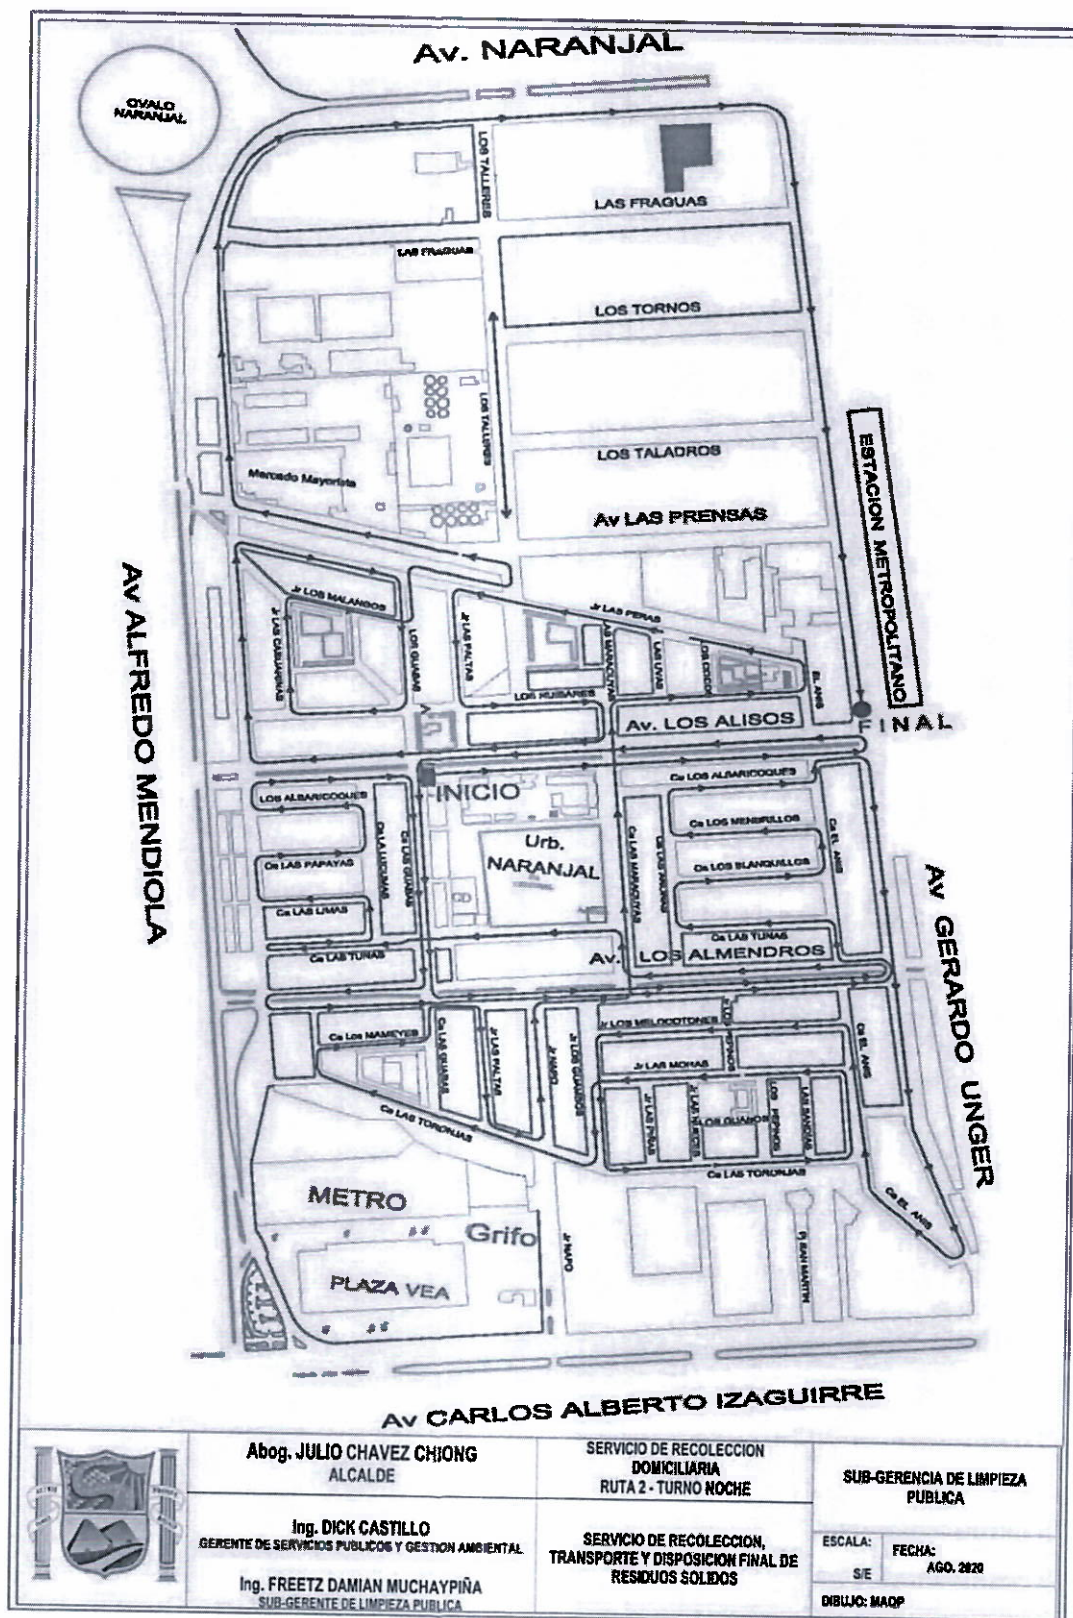 Av. NARANJAL
OVALO
NARANJAL
LOS TALLERES
LAS FRAGUAS
LAS FRAGUAS
LOS TORNOS
LOS TALLERES
LOS TALADROS
Mercado Mayorista
Av LAS PRENSAS
ESTACION METROPOLITANO
Av ALFREDO MENDIOLA
Jr LOS MALANGOS
Jr LAS CASUARINAS
LOS GUABAS
Jr LAS PALTAS
Jr LAS PERAS
LAS UVAS
LOS COCOS
EL ANIS
Av. LOS ALISOS
INAL
Ca LOS ALBARICOQUES
LOS ALBARICOQUES
INICIO
Urb.
NARANJAL
Ca LOS MEMBRILLOS
Ca LOS BLANQUILLOS
Ca EL ANIS
Ca LAS PAPAYAS
Ca LA LUCUMAS
Ca LAS GUABAS
Ca LAS MARACUYAS
Ca LAS LIMAS
Ca LAS TUNAS
Ca LAS TUNAS
Av. LOS ALMENDROS
Av GERARDO UNGER
Jr LOS MELOCOTONES
Ca Los MAMEYES
Ca LAS GUABAS
Jr LAS PALTAS
Jr NAPO
Jr LOS GUABOS
Jr LAS MORAS
Ca EL ANIS
Jr LAS PIÑAS
LOS GUABOS
LOS PEPINOS
LAS SANDIAS
Ca LAS TORONJAS
Ca LAS TORONJAS
Ca EL ANIS
METRO
Grifo
Jr NAPO
Pj SAN MARTIN
PLAZA VEA
Av CARLOS ALBERTO IZAGUIRRE
Abog. JULIO CHAVEZ CHIONG
ALCALDE
Ing. DICK CASTILLO
GERENTE DE SERVICIOS PUBLICOS Y GESTION AMBIENTAL
Ing. FREETZ DAMIAN MUCHAYPIÑA
SUB-GERENTE DE LIMPIEZA PUBLICA
SERVICIO DE RECOLECCION
DOMICILIARIA
RUTA 2 - TURNO NOCHE
SERVICIO DE RECOLECCION,
TRANSPORTE Y DISPOSICION FINAL DE
RESIDUOS SOLIDOS
SUB-GERENCIA DE LIMPIEZA
PUBLICA
ESCALA:
S/E
FECHA:
AGO. 2020
DIBUJO: MAQP